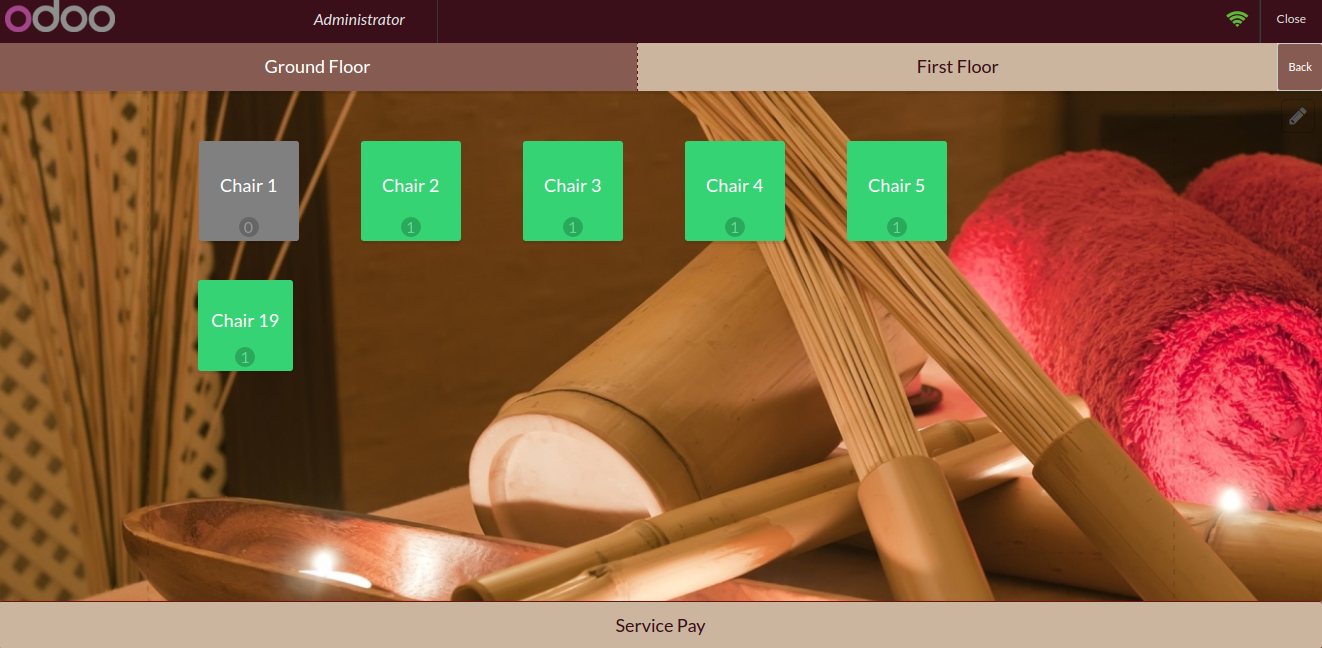 odoo
Administrator
Close
Ground Floor
First Floor
Back
Chair 1
0
Chair 2
1
Chair 3
1
Chair 4
1
Chair 5
1
Chair 19
1
Service Pay